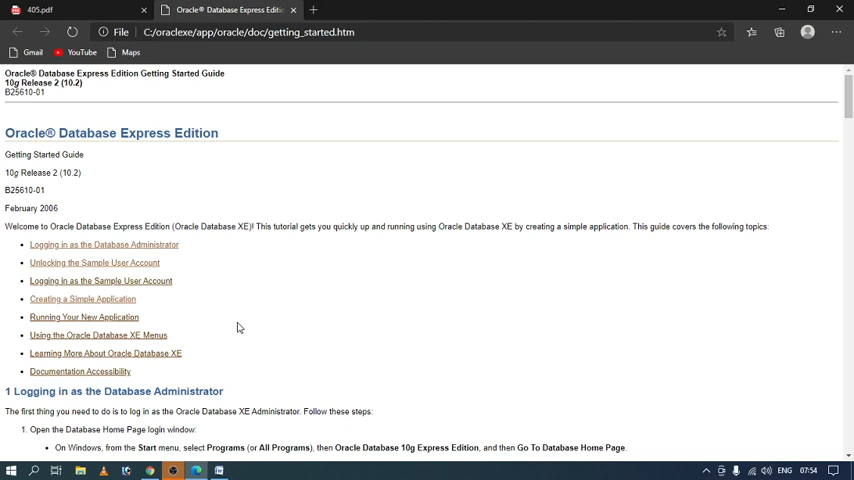 405.pdf
Oracle® Database Express Editi
File
C:/oraclexe/app/oracle/doc/getting_started.htm
Gmail
YouTube
Maps
Oracle® Database Express Edition Getting Started Guide
10g Release 2 (10.2)
B25610-01
Oracle® Database Express Edition
Getting Started Guide
10g Release 2 (10.2)
B25610-01
February 2006
Welcome to Oracle Database Express Edition (Oracle Database XE)! This tutorial gets you quickly up and running using Oracle Database XE by creating a simple application. This guide covers the following topics:
• Logging in as the Database Administrator
• Unlocking the Sample User Account
• Logging in as the Sample User Account
• Creating a Simple Application
• Running Your New Application
• Using the Oracle Database XE Menus
• Learning More About Oracle Database XE
• Documentation Accessibility
1 Logging in as the Database Administrator
The first thing you need to do is to log in as the Oracle Database XE Administrator. Follow these steps:
1. Open the Database Home Page login window:
• On Windows, from the Start menu, select Programs (or All Programs), then Oracle Database 10g Express Edition, and then Go To Database Home Page.
ENG
07:54